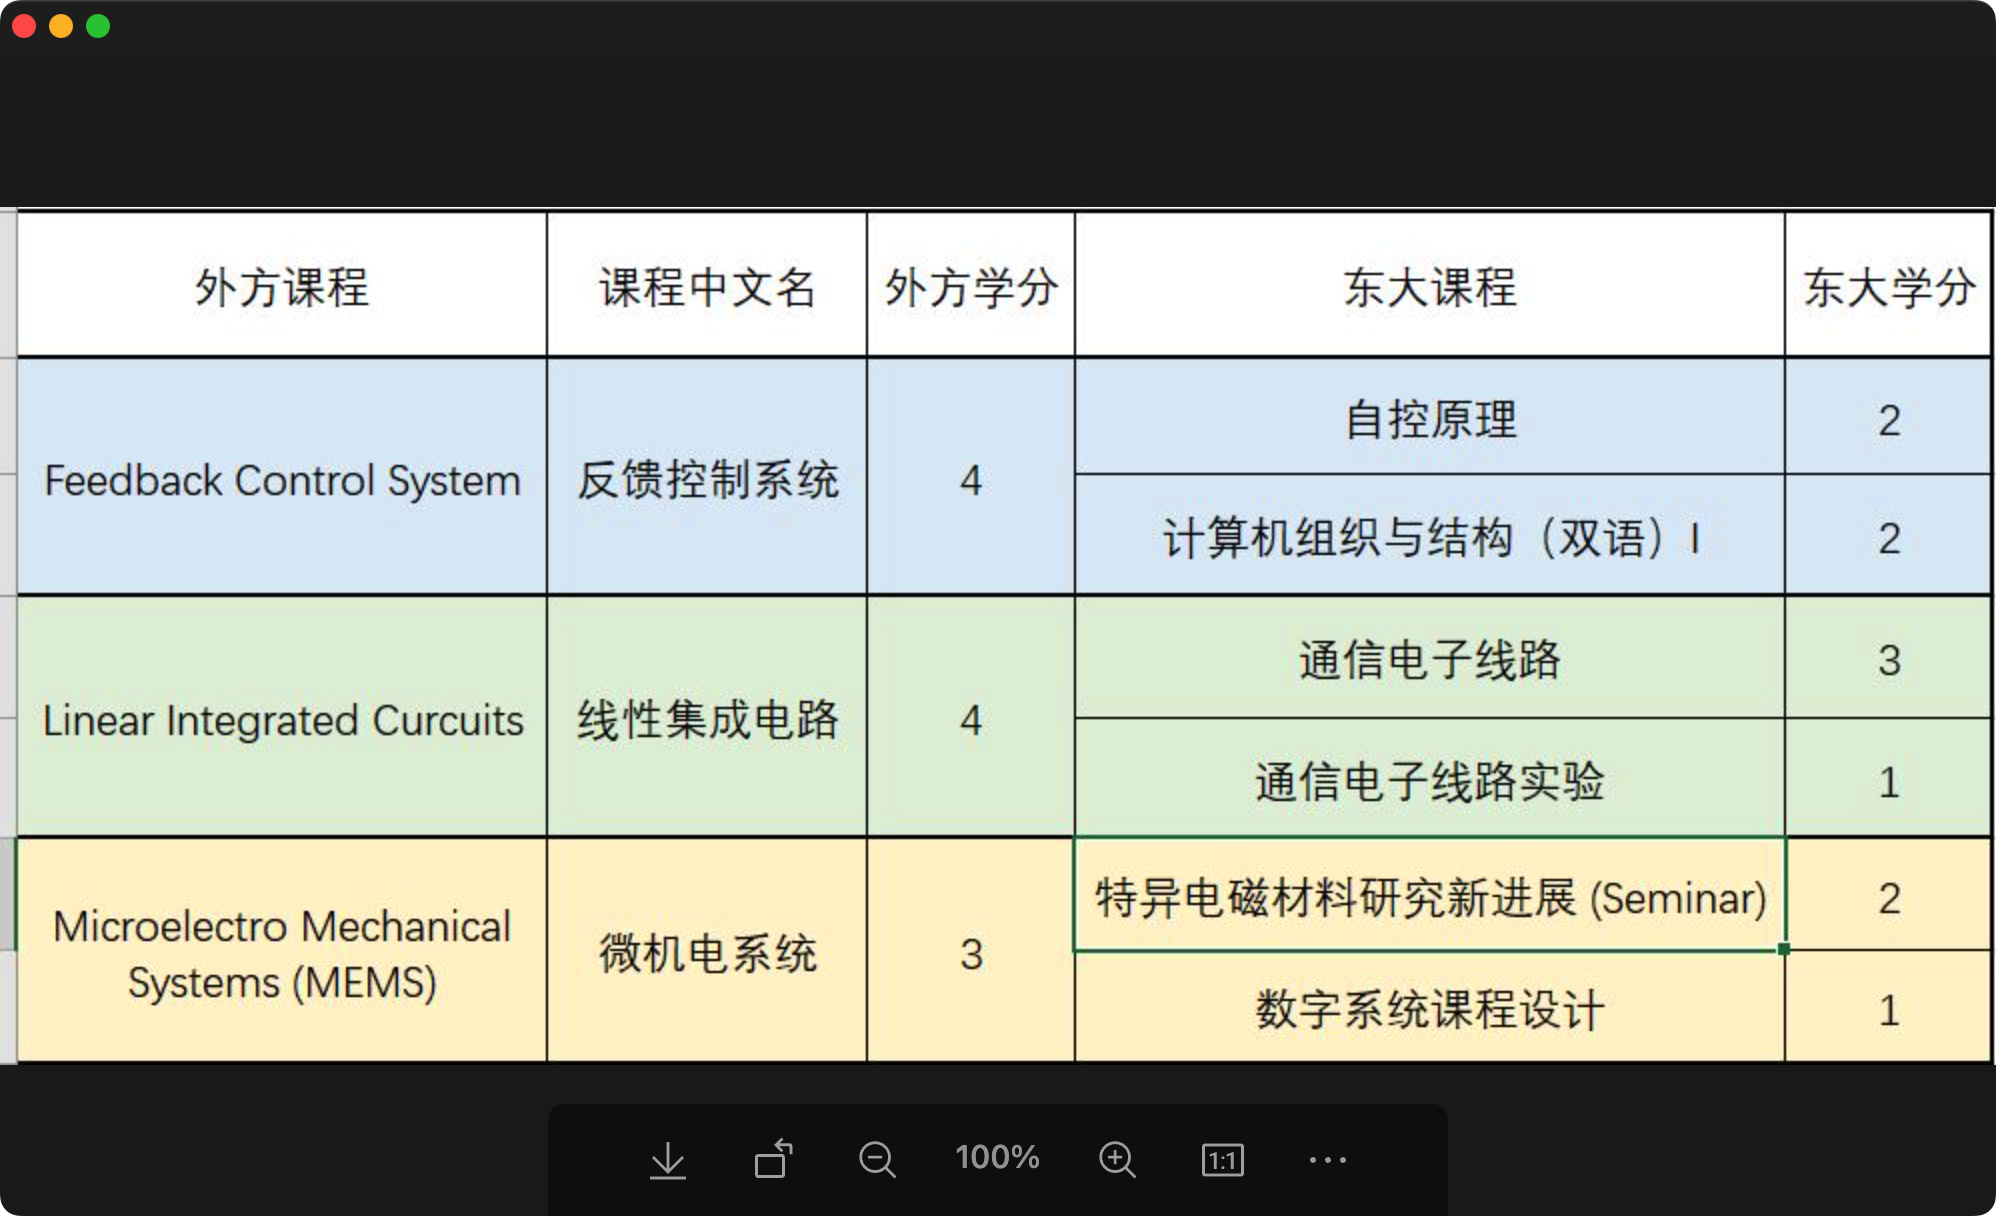 外方课程 课程中文名 外方学分 东大课程 东大学分
Feedback Control System 反馈控制系统 4 自控原理 2
计算机组织与结构（双语）I 2
Linear Integrated Curcuits 线性集成电路 4 通信电子线路 3
通信电子线路实验 1
Microelectro Mechanical
Systems (MEMS) 微机电系统 3 特异电磁材料研究新进展 (Seminar) 2
数字系统课程设计 1
100%
1:1